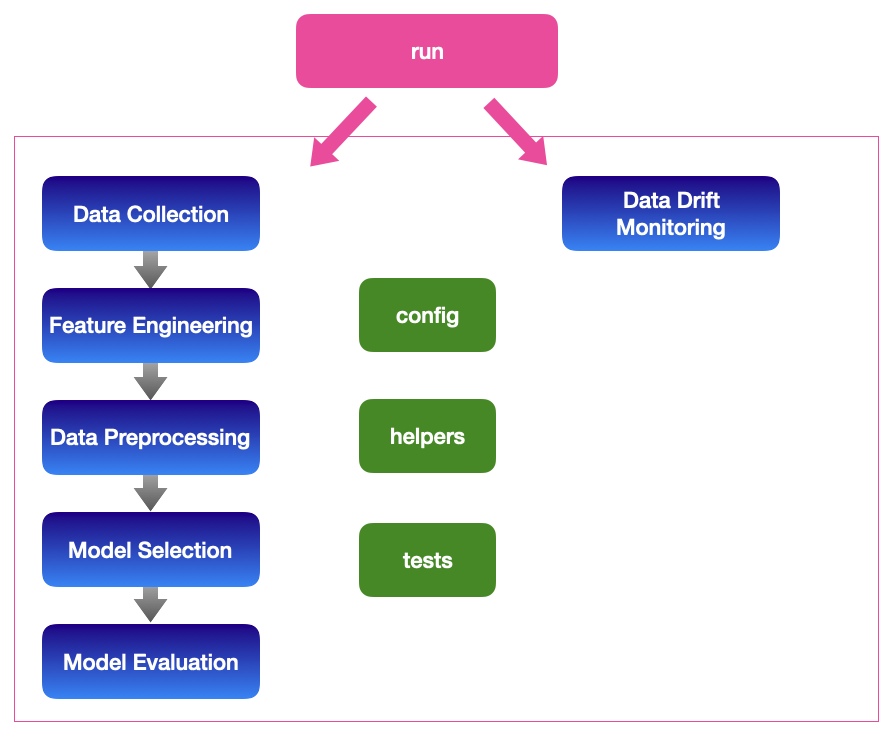 run
Data Collection
Data Drift
Monitoring
Feature Engineering
config
Data Preprocessing
helpers
Model Selection
tests
Model Evaluation